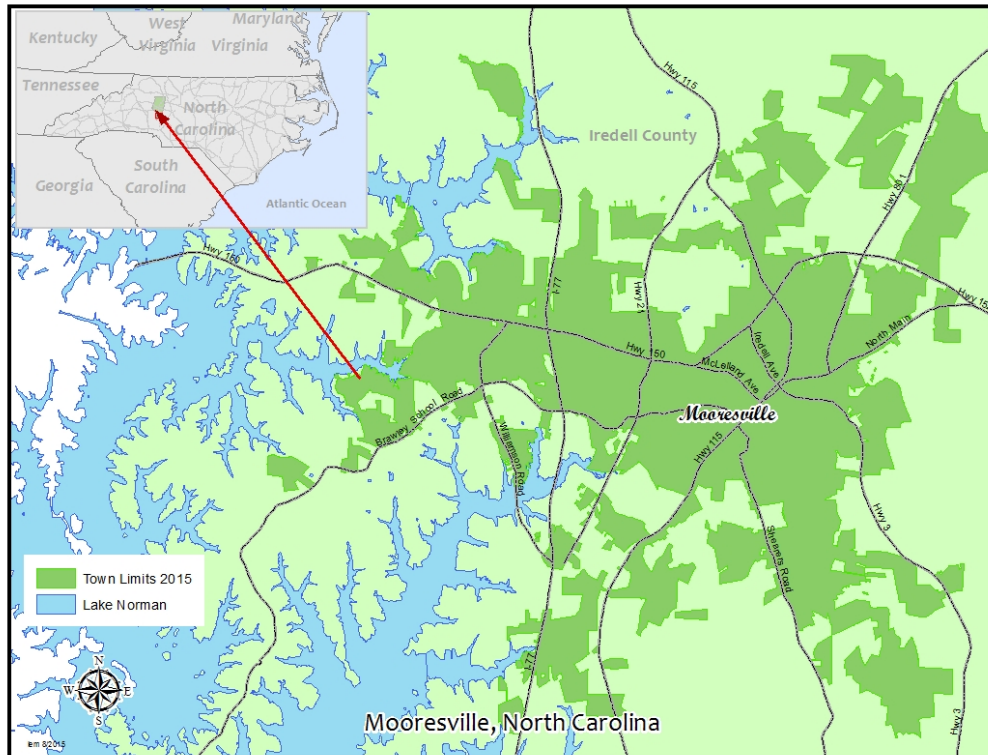 Kentucky
West
Virginia
Maryland
Virginia
Tennessee
North
Carolina
South
Carolina
Georgia
Atlantic Ocean
Iredell County
Hwy 115
Hwy 801
Hwy 150
I-77
Hwy 21
Hwy 152
North Main
Iredell Ave
Hwy 150
McLelland Ave
Mooresville
Brawley School Road
Williamson Road
Hwy 115
Hwy 3
Shearers Road
Town Limits 2015
Lake Norman
I-77
Hwy 3
N
W
E
S
Mooresville, North Carolina
lem 8/2015